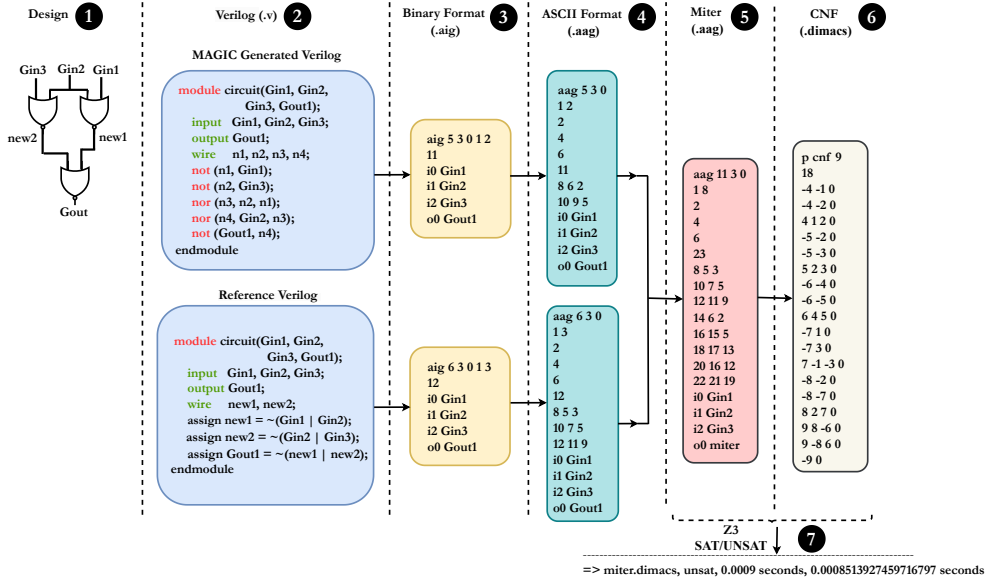 Design 1
Gin3 Gin2 Gin1
new2 new1
Gout
Verilog (.v) 2
MAGIC Generated Verilog
module circuit(Gin1, Gin2,
Gin3, Gout1);
input Gin1, Gin2, Gin3;
output Gout1;
wire n1, n2, n3, n4;
not (n1, Gin1);
not (n2, Gin3);
nor (n3, n2, n1);
nor (n4, Gin2, n3);
not (Gout1, n4);
endmodule
Reference Verilog
module circuit(Gin1, Gin2,
Gin3, Gout1);
input Gin1, Gin2, Gin3;
output Gout1;
wire new1, new2;
assign new1 = ~(Gin1 | Gin2);
assign new2 = ~(Gin2 | Gin3);
assign Gout1 = ~(new1 | new2);
endmodule
Binary Format 3
(.aig)
aig 5 3 0 1 2
11
i0 Gin1
i1 Gin2
i2 Gin3
o0 Gout1
aig 6 3 0 1 3
12
i0 Gin1
i1 Gin2
i2 Gin3
o0 Gout1
ASCII Format 4
(.aag)
aag 5 3 0
1 2
2
4
6
11
8 6 2
10 9 5
i0 Gin1
i1 Gin2
i2 Gin3
o0 Gout1
aag 6 3 0
1 3
2
4
6
12
8 5 3
10 7 5
12 11 9
i0 Gin1
i1 Gin2
i2 Gin3
o0 Gout1
Miter 5
(.aag)
aag 11 3 0
1 8
2
4
6
23
8 5 3
10 7 5
12 11 9
14 6 2
16 15 5
18 17 13
20 16 12
22 21 19
i0 Gin1
i1 Gin2
i2 Gin3
o0 miter
CNF 6
(.dimacs)
p cnf 9
18
-4 -1 0
-4 -2 0
4 1 2 0
-5 -2 0
-5 -3 0
5 2 3 0
-6 -4 0
-6 -5 0
6 4 5 0
-7 1 0
-7 3 0
7 -1 -3 0
-8 -2 0
-8 -7 0
8 2 7 0
9 8 -6 0
9 -8 6 0
-9 0
Z3 7
SAT/UNSAT
=> miter.dimacs, unsat, 0.0009 seconds, 0.0008513927459716797 seconds